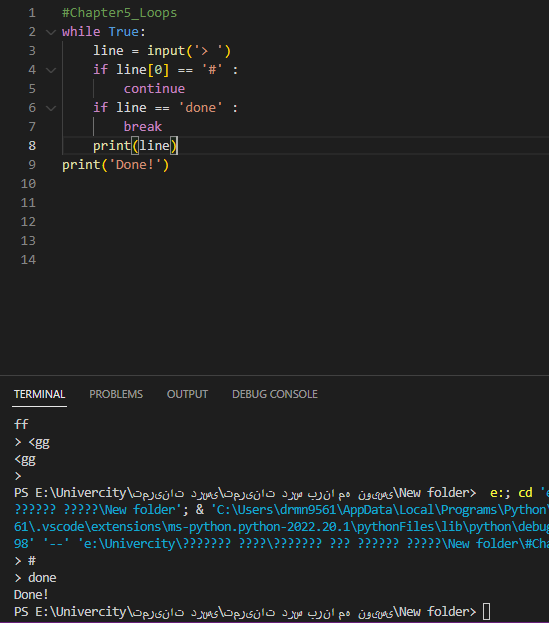 1 #Chapter5_Loops
2 while True:
3 line = input('> ')
4 if line[0] == '#' :
5 continue
6 if line == 'done' :
7 break
8 print(line)
9 print('Done!')
10
11
12
13
14
TERMINAL PROBLEMS OUTPUT DEBUG CONSOLE
ff
> <gg
<gg
>
PS E:\Univercity\تمرینات درسی\تمرینات درس برنامه نویسی\New folder> e:; cd 'e
?????? ?????\New folder'; & 'C:\Users\drmn9561\AppData\Local\Programs\Python\
61\.vscode\extensions\ms-python.python-2022.20.1\pythonFiles\lib\python\debug
98' '--' 'e:\Univercity\??????? ????\??????? ??? ?????? ?????\New folder\#Cha
> #
> done
Done!
PS E:\Univercity\تمرینات درسی\تمرینات درس برنامه نویسی\New folder>